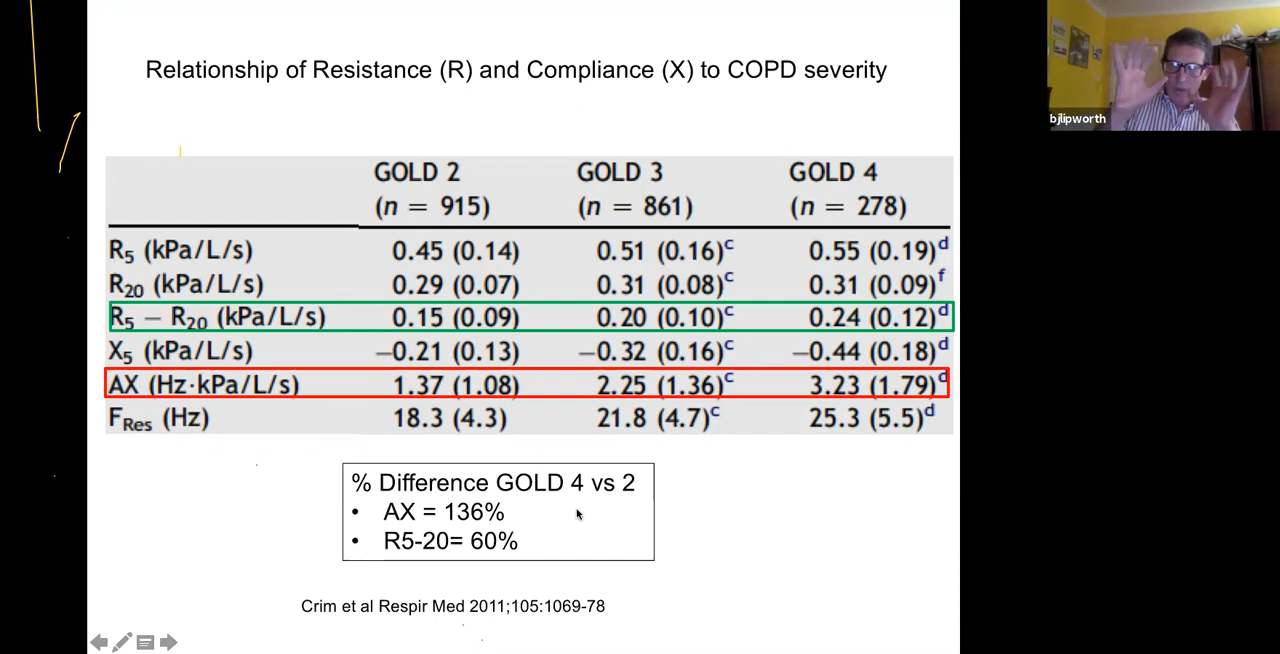 Relationship of Resistance (R) and Compliance (X) to COPD severity
bjlipworth
GOLD 2 GOLD 3 GOLD 4
(n = 915) (n = 861) (n = 278)
R5 (kPa/L/s) 0.45 (0.14) 0.51 (0.16)c 0.55 (0.19)d
R20 (kPa/L/s) 0.29 (0.07) 0.31 (0.08)c 0.31 (0.09)f
R5 – R20 (kPa/L/s) 0.15 (0.09) 0.20 (0.10)c 0.24 (0.12)d
X5 (kPa/L/s) –0.21 (0.13) –0.32 (0.16)c –0.44 (0.18)d
AX (Hz·kPa/L/s) 1.37 (1.08) 2.25 (1.36)c 3.23 (1.79)d
FRes (Hz) 18.3 (4.3) 21.8 (4.7)c 25.3 (5.5)d
% Difference GOLD 4 vs 2
• AX = 136%
• R5-20= 60%
Crim et al Respir Med 2011;105:1069-78